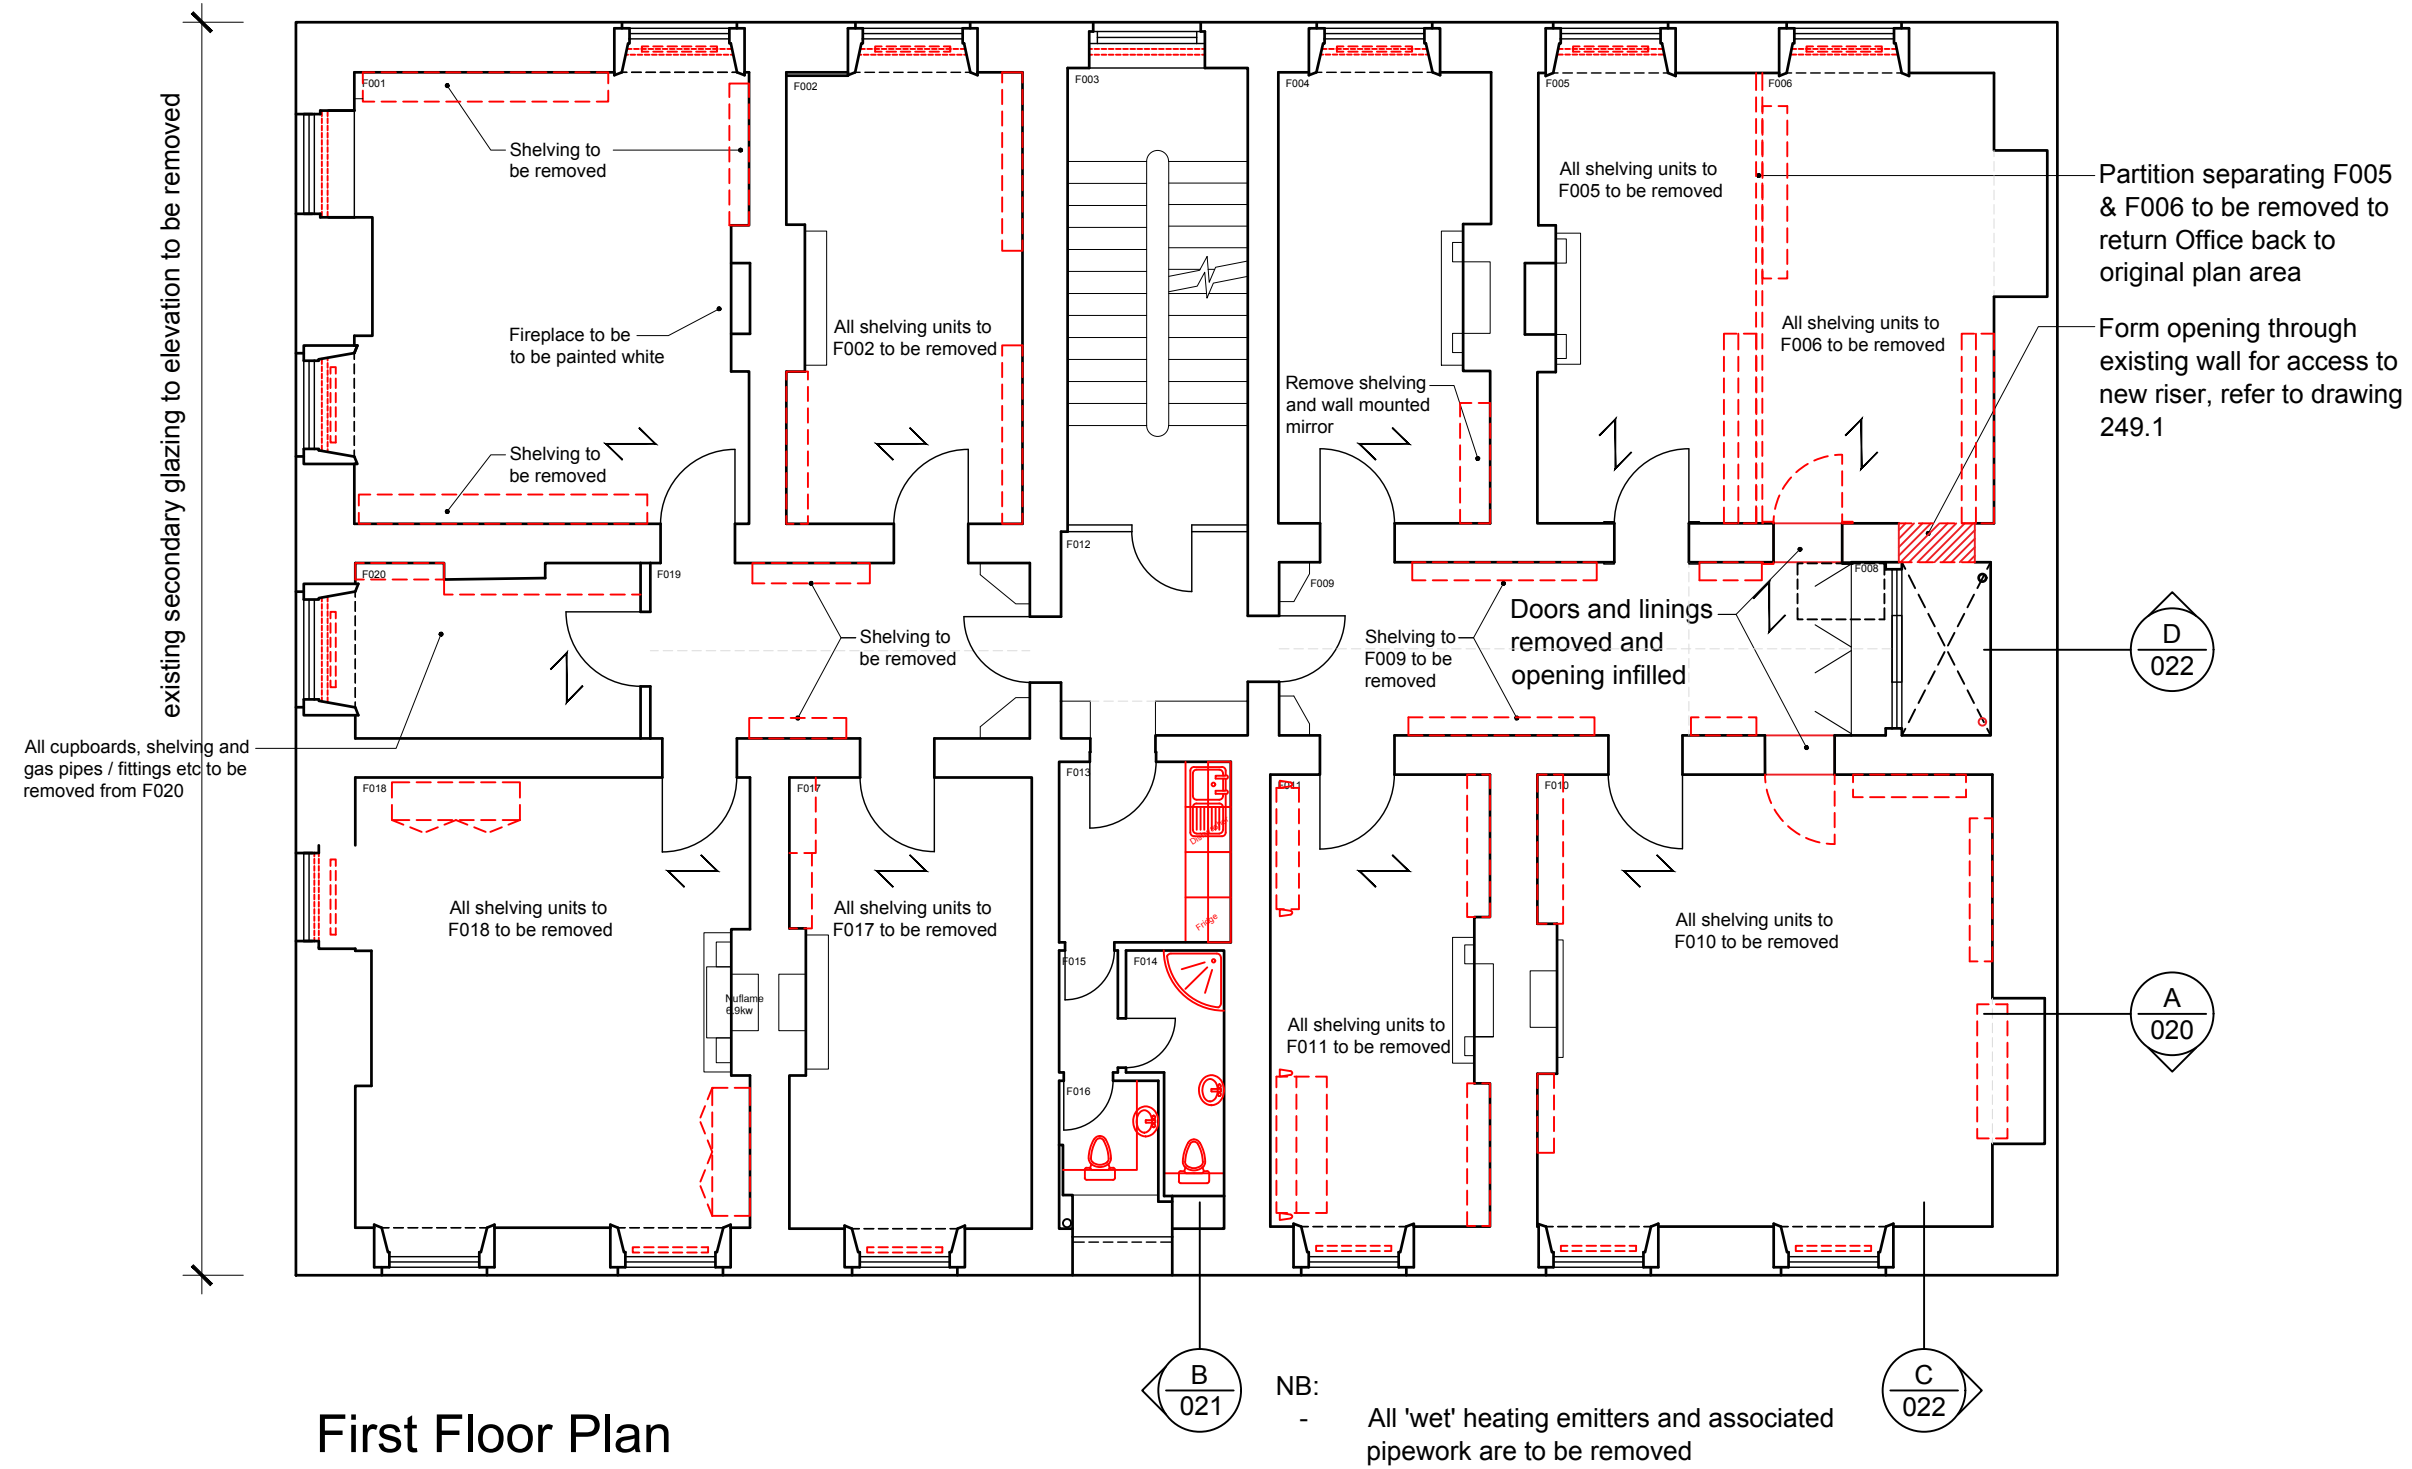 existing secondary glazing to elevation to be removed
F001
F002
F003
F004
F005
F006
Shelving to
be removed
All shelving units to
F005 to be removed
Partition separating F005
& F006 to be removed to
return Office back to
original plan area
Fireplace to be
to be painted white
All shelving units to
F002 to be removed
All shelving units to
F006 to be removed
Form opening through
existing wall for access to
new riser, refer to drawing
249.1
Remove shelving
and wall mounted
mirror
Shelving to
be removed
F012
F020
F019
F009
F008
Shelving to
be removed
Shelving to
F009 to be
removed
Doors and linings
removed and
opening infilled
D
022
All cupboards, shelving and
gas pipes / fittings etc to be
removed from F020
F018
F017
F013
F011
F010
All shelving units to
F018 to be removed
All shelving units to
F017 to be removed
Fridge
All shelving units to
F010 to be removed
F015
F014
Nuflame
6.9kw
All shelving units to
F011 to be removed
A
020
F016
B
021
C
022
NB:
- All 'wet' heating emitters and associated
pipework are to be removed
First Floor Plan